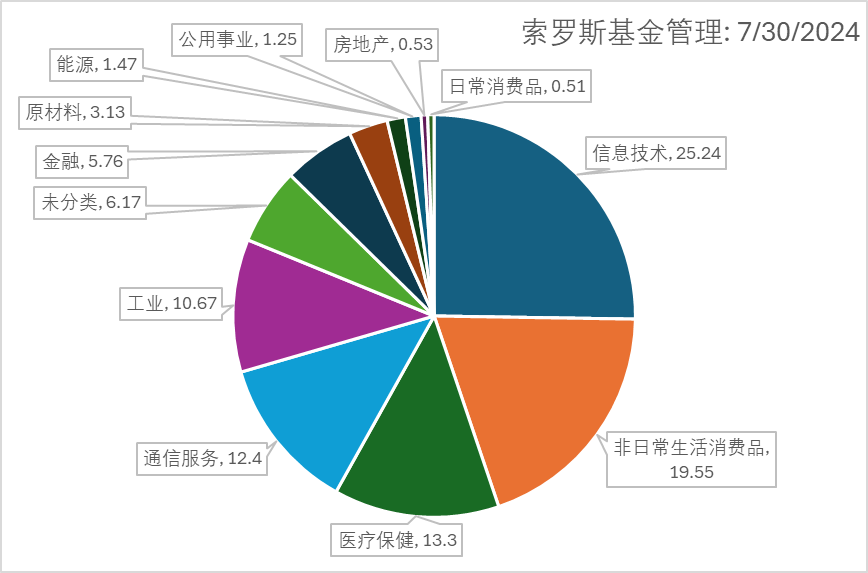 索罗斯基金管理: 7/30/2024
公用事业, 1.25
房地产, 0.53
能源, 1.47
日常消费品, 0.51
原材料, 3.13
信息技术, 25.24
金融, 5.76
未分类, 6.17
工业, 10.67
非日常生活消费品,
19.55
通信服务, 12.4
医疗保健, 13.3